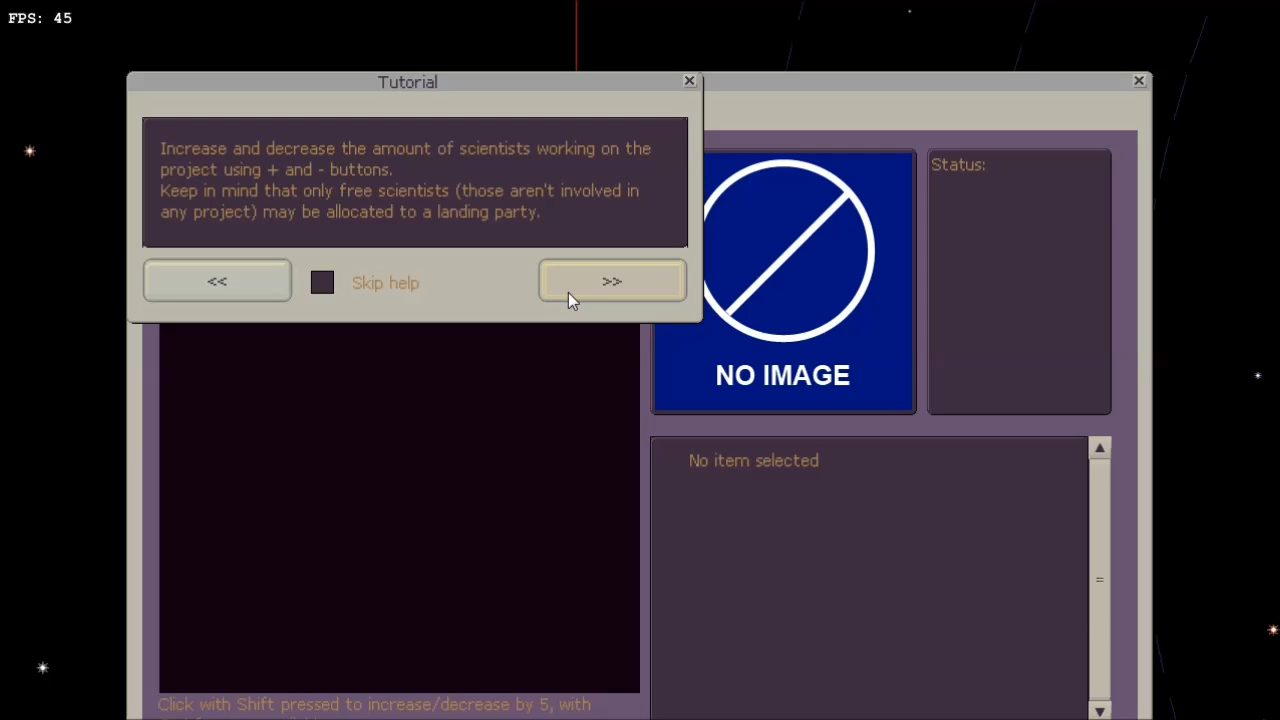 FPS: 45
Tutorial
Increase and decrease the amount of scientists working on the
project using + and - buttons.
Keep in mind that only free scientists (those aren't involved in
any project) may be allocated to a landing party.
<<
Skip help
>>
Status:
NO IMAGE
No item selected
=
Click with Shift pressed to increase/decrease by 5, with